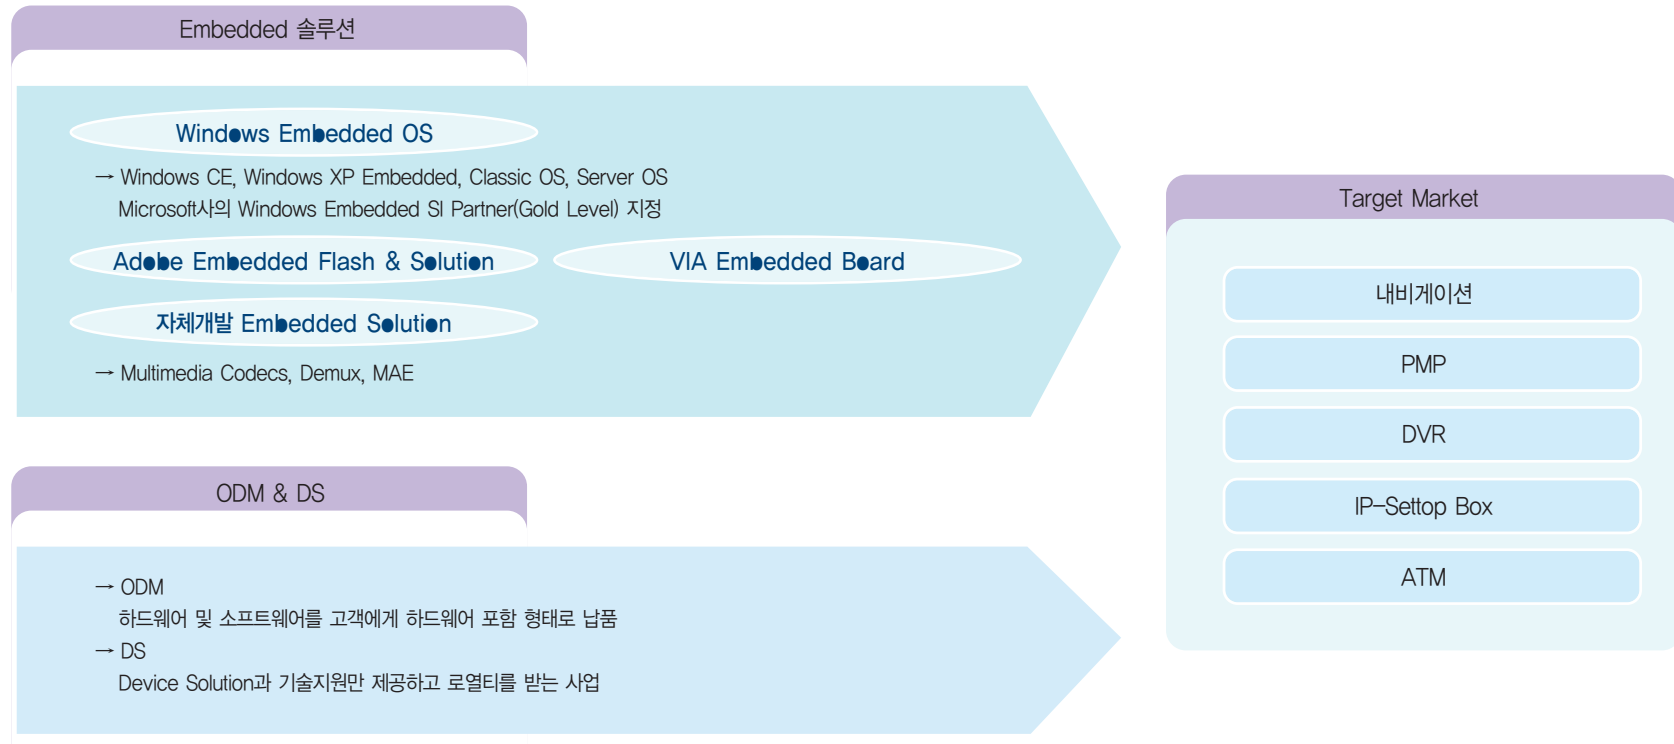 Embedded 솔루션
Windows Embedded OS
→ Windows CE, Windows XP Embedded, Classic OS, Server OS
Microsoft사의 Windows Embedded SI Partner(Gold Level) 지정
Adobe Embedded Flash & Solution
VIA Embedded Board
자체개발 Embedded Solution
→ Multimedia Codecs, Demux, MAE
ODM & DS
→ ODM
하드웨어 및 소프트웨어를 고객에게 하드웨어 포함 형태로 납품
→ DS
Device Solution과 기술지원만 제공하고 로열티를 받는 사업
Target Market
내비게이션
PMP
DVR
IP-Settop Box
ATM